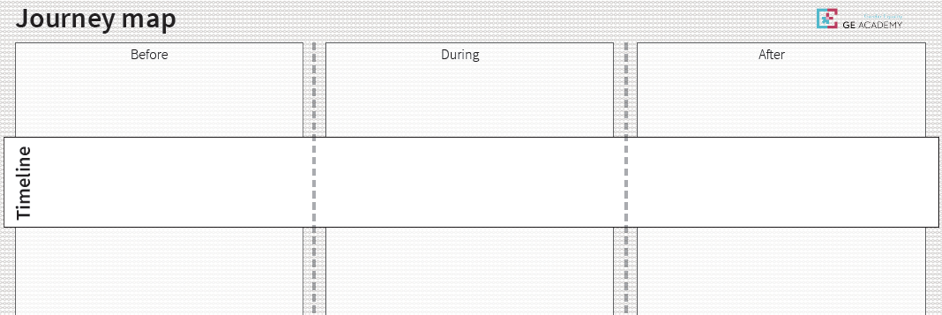 Journey map
GE ACADEMY
Before
During
After
Timeline